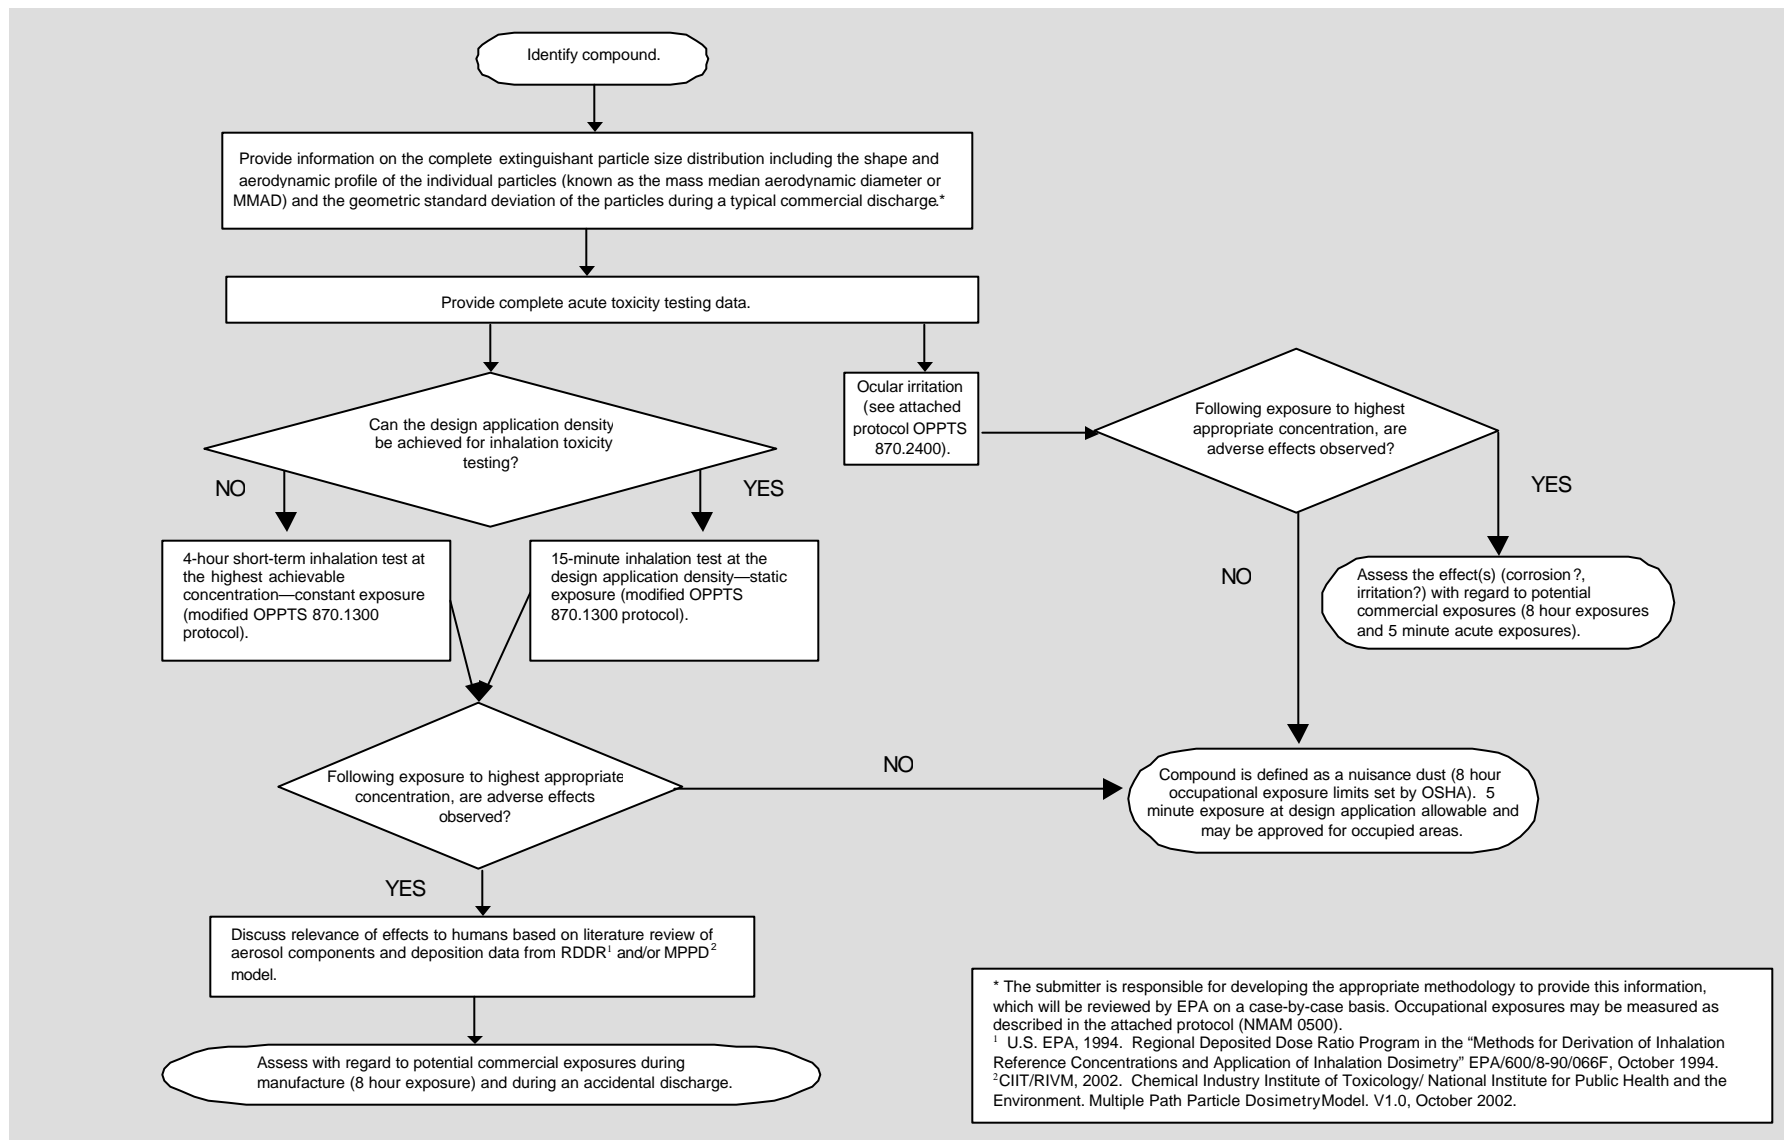 Identify compound.
Provide information on the complete extinguishant particle size distribution including the shape and
aerodynamic profile of the individual particles (known as the mass median aerodynamic diameter or
MMAD) and the geometric standard deviation of the particles during a typical commercial discharge.*
Provide complete acute toxicity testing data.
Can the design application density
be achieved for inhalation toxicity
testing?
NO
YES
Ocular irritation
(see attached
protocol OPPTS
870.2400).
Following exposure to highest
appropriate concentration, are
adverse effects observed?
YES
NO
4-hour short-term inhalation test at
the highest achievable
concentration—constant exposure
(modified OPPTS 870.1300
protocol).
15-minute inhalation test at the
design application density—static
exposure (modified OPPTS
870.1300 protocol).
Assess the effect(s) (corrosion?,
irritation?) with regard to potential
commercial exposures (8 hour exposures
and 5 minute acute exposures).
Following exposure to highest appropriate
concentration, are adverse effects
observed?
NO
YES
Compound is defined as a nuisance dust (8 hour
occupational exposure limits set by OSHA). 5
minute exposure at design application allowable and
may be approved for occupied areas.
Discuss relevance of effects to humans based on literature review of
aerosol components and deposition data from RDDR¹ and/or MPPD²
model.
Assess with regard to potential commercial exposures during
manufacture (8 hour exposure) and during an accidental discharge.
* The submitter is responsible for developing the appropriate methodology to provide this information,
which will be reviewed by EPA on a case-by-case basis. Occupational exposures may be measured as
described in the attached protocol (NMAM 0500).
¹ U.S. EPA, 1994. Regional Deposited Dose Ratio Program in the “Methods for Derivation of Inhalation
Reference Concentrations and Application of Inhalation Dosimetry” EPA/600/8-90/066F, October 1994.
²CIIT/RIVM, 2002. Chemical Industry Institute of Toxicology/ National Institute for Public Health and the
Environment. Multiple Path Particle Dosimetry Model. V1.0, October 2002.